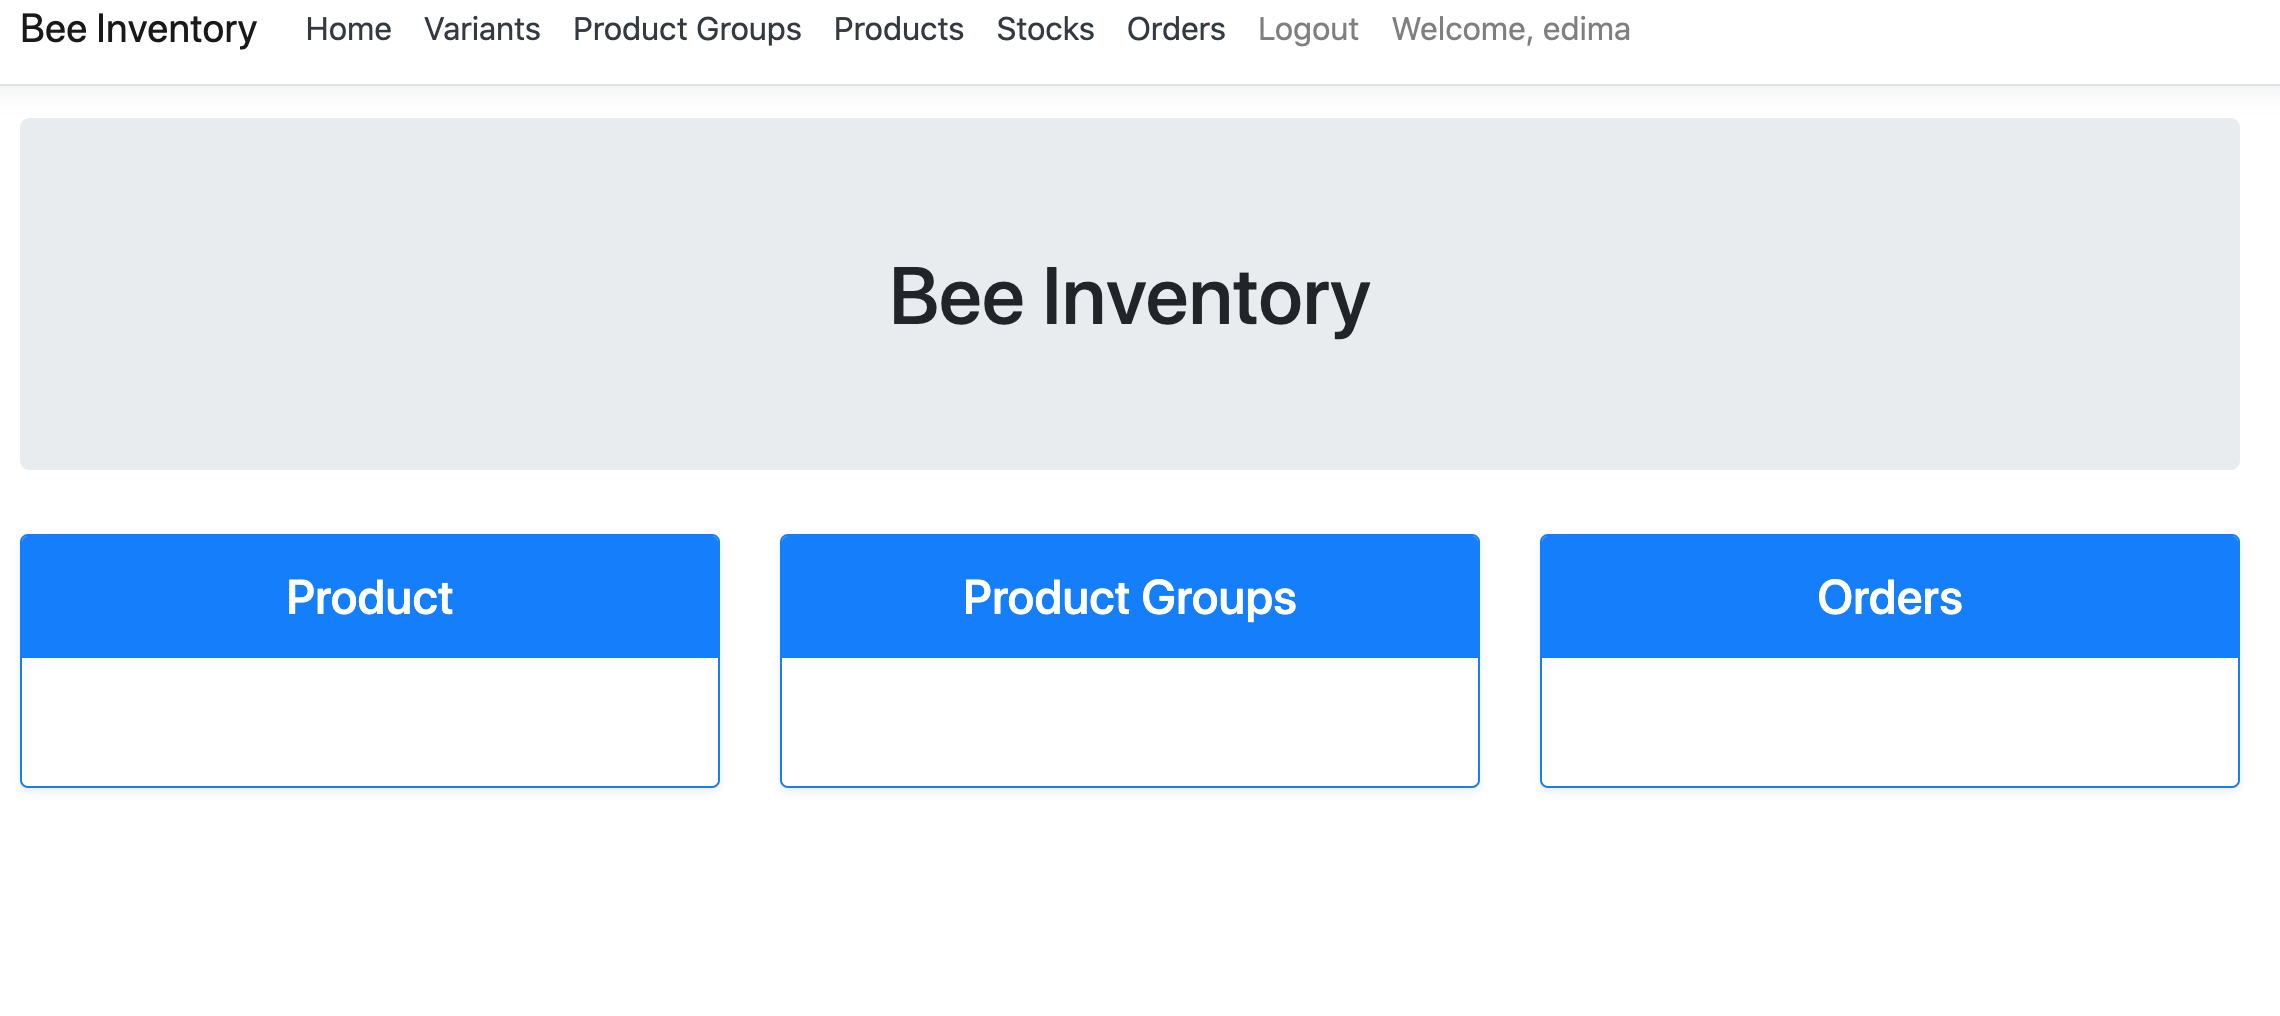 Bee Inventory Home Variants Product Groups Products Stocks Orders Logout Welcome, edima
Bee Inventory
Product Product Groups Orders